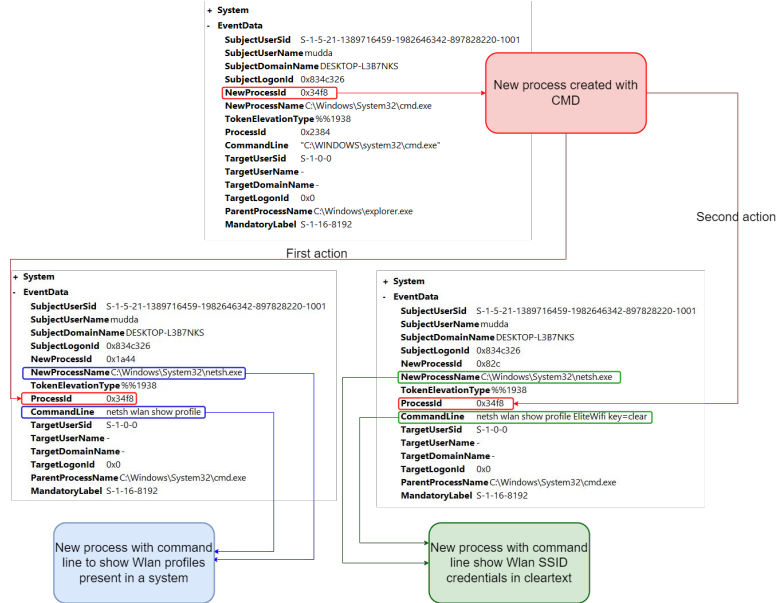 + System
- EventData
SubjectUserSid S-1-5-21-1389716459-1982646342-897828220-1001
SubjectUserName mudda
SubjectDomainName DESKTOP-L3B7NKS
SubjectLogonId 0x834c326
NewProcessId 0x34f8
NewProcessName C:\Windows\System32\cmd.exe
TokenElevationType %%1938
ProcessId 0x2384
CommandLine "C:\WINDOWS\system32\cmd.exe"
TargetUserSid S-1-0-0
TargetUserName -
TargetDomainName -
TargetLogonId 0x0
ParentProcessName C:\Windows\explorer.exe
MandatoryLabel S-1-16-8192
New process created with
CMD
Second action
First action
+ System
- EventData
SubjectUserSid S-1-5-21-1389716459-1982646342-897828220-1001
SubjectUserName mudda
SubjectDomainName DESKTOP-L3B7NKS
SubjectLogonId 0x834c326
NewProcessId 0x1a44
NewProcessName C:\Windows\System32\netsh.exe
TokenElevationType %%1938
ProcessId 0x34f8
CommandLine netsh wlan show profile
TargetUserSid S-1-0-0
TargetUserName -
TargetDomainName -
TargetLogonId 0x0
ParentProcessName C:\Windows\System32\cmd.exe
MandatoryLabel S-1-16-8192
+ System
- EventData
SubjectUserSid S-1-5-21-1389716459-1982646342-897828220-1001
SubjectUserName mudda
SubjectDomainName DESKTOP-L3B7NKS
SubjectLogonId 0x834c326
NewProcessId 0x82c
NewProcessName C:\Windows\System32\netsh.exe
TokenElevationType %%1938
ProcessId 0x34f8
CommandLine netsh wlan show profile EliteWifi key=clear
TargetUserSid S-1-0-0
TargetUserName -
TargetDomainName -
TargetLogonId 0x0
ParentProcessName C:\Windows\System32\cmd.exe
MandatoryLabel S-1-16-8192
New process with command
line to show Wlan profiles
present in a system
New process with command
line show Wlan SSID
credentials in cleartext